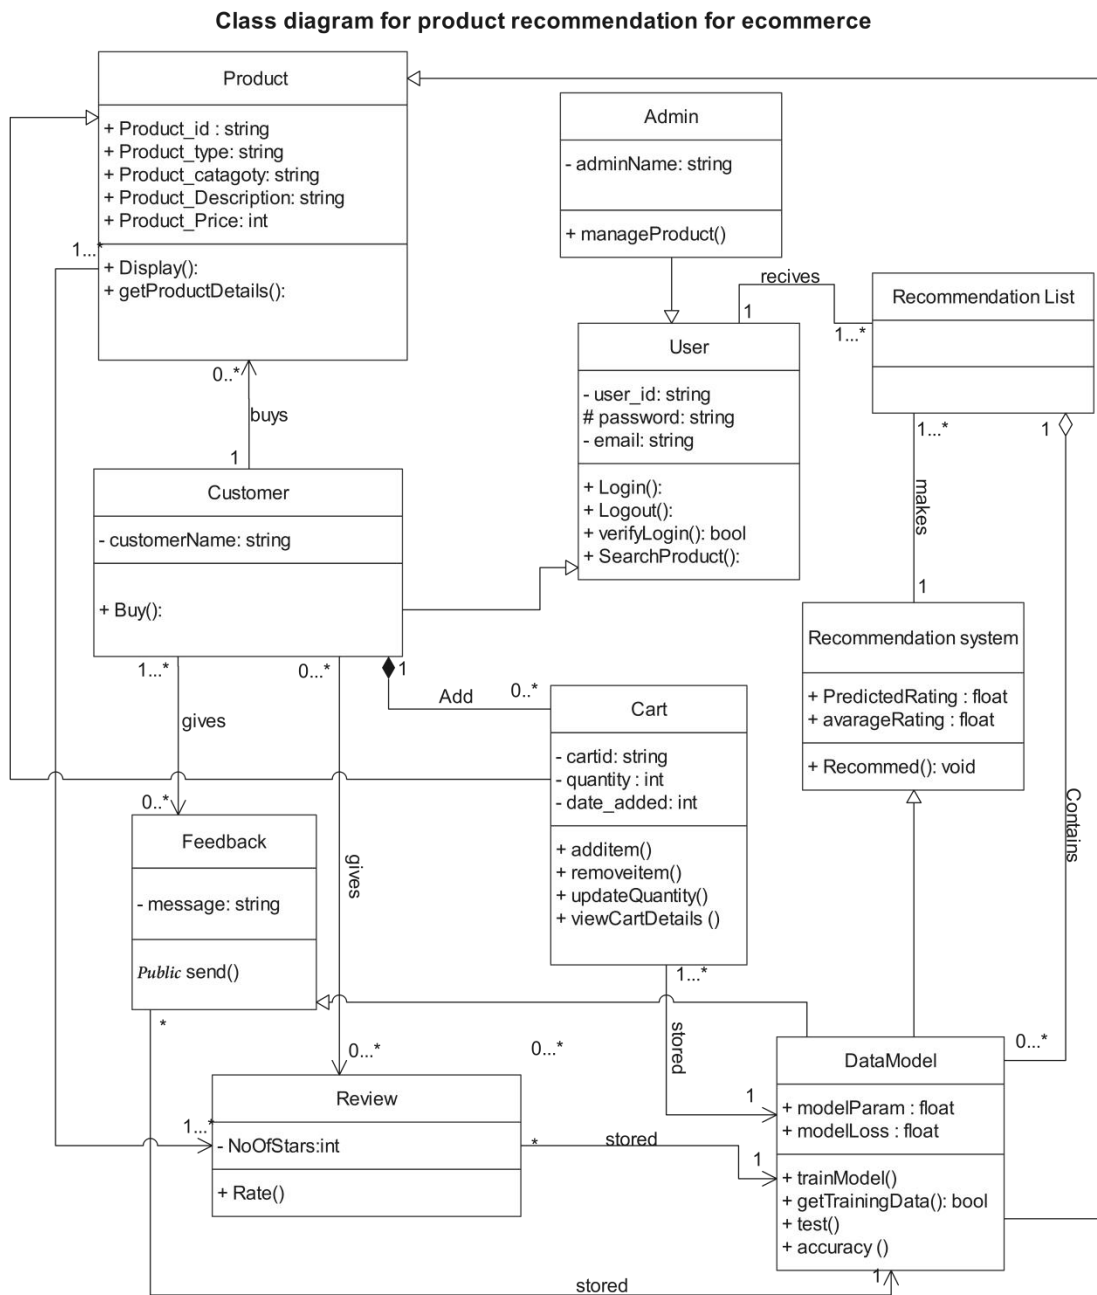 Class diagram for product recommendation for ecommerce
Product
+ Product_id : string
+ Product_type: string
+ Product_catagoty: string
+ Product_Description: string
+ Product_Price: int
1...*
+ Display():
+ getProductDetails():
0..*
buys
1
Admin
- adminName: string
+ manageProduct()
recives
1
1...*
Recommendation List
1...*
1
User
- user_id: string
# password: string
- email: string
+ Login():
+ Logout():
+ verifyLogin(): bool
+ SearchProduct():
makes
1
Customer
- customerName: string
+ Buy():
1...*
0...*
1
Add
0..*
gives
0..*
gives
0...*
Recommendation system
+ PredictedRating : float
+ avarageRating : float
+ Recommed(): void
Contains
0...*
Cart
- cartid: string
- quantity : int
- date_added: int
+ additem()
+ removeitem()
+ updateQuantity()
+ viewCartDetails ()
1...*
stored
1
Feedback
- message: string
Public send()
*
0...*
Review
1...*
- NoOfStars:int
+ Rate()
*
stored
1
DataModel
+ modelParam : float
+ modelLoss : float
+ trainModel()
+ getTrainingData(): bool
+ test()
+ accuracy ()
stored
1